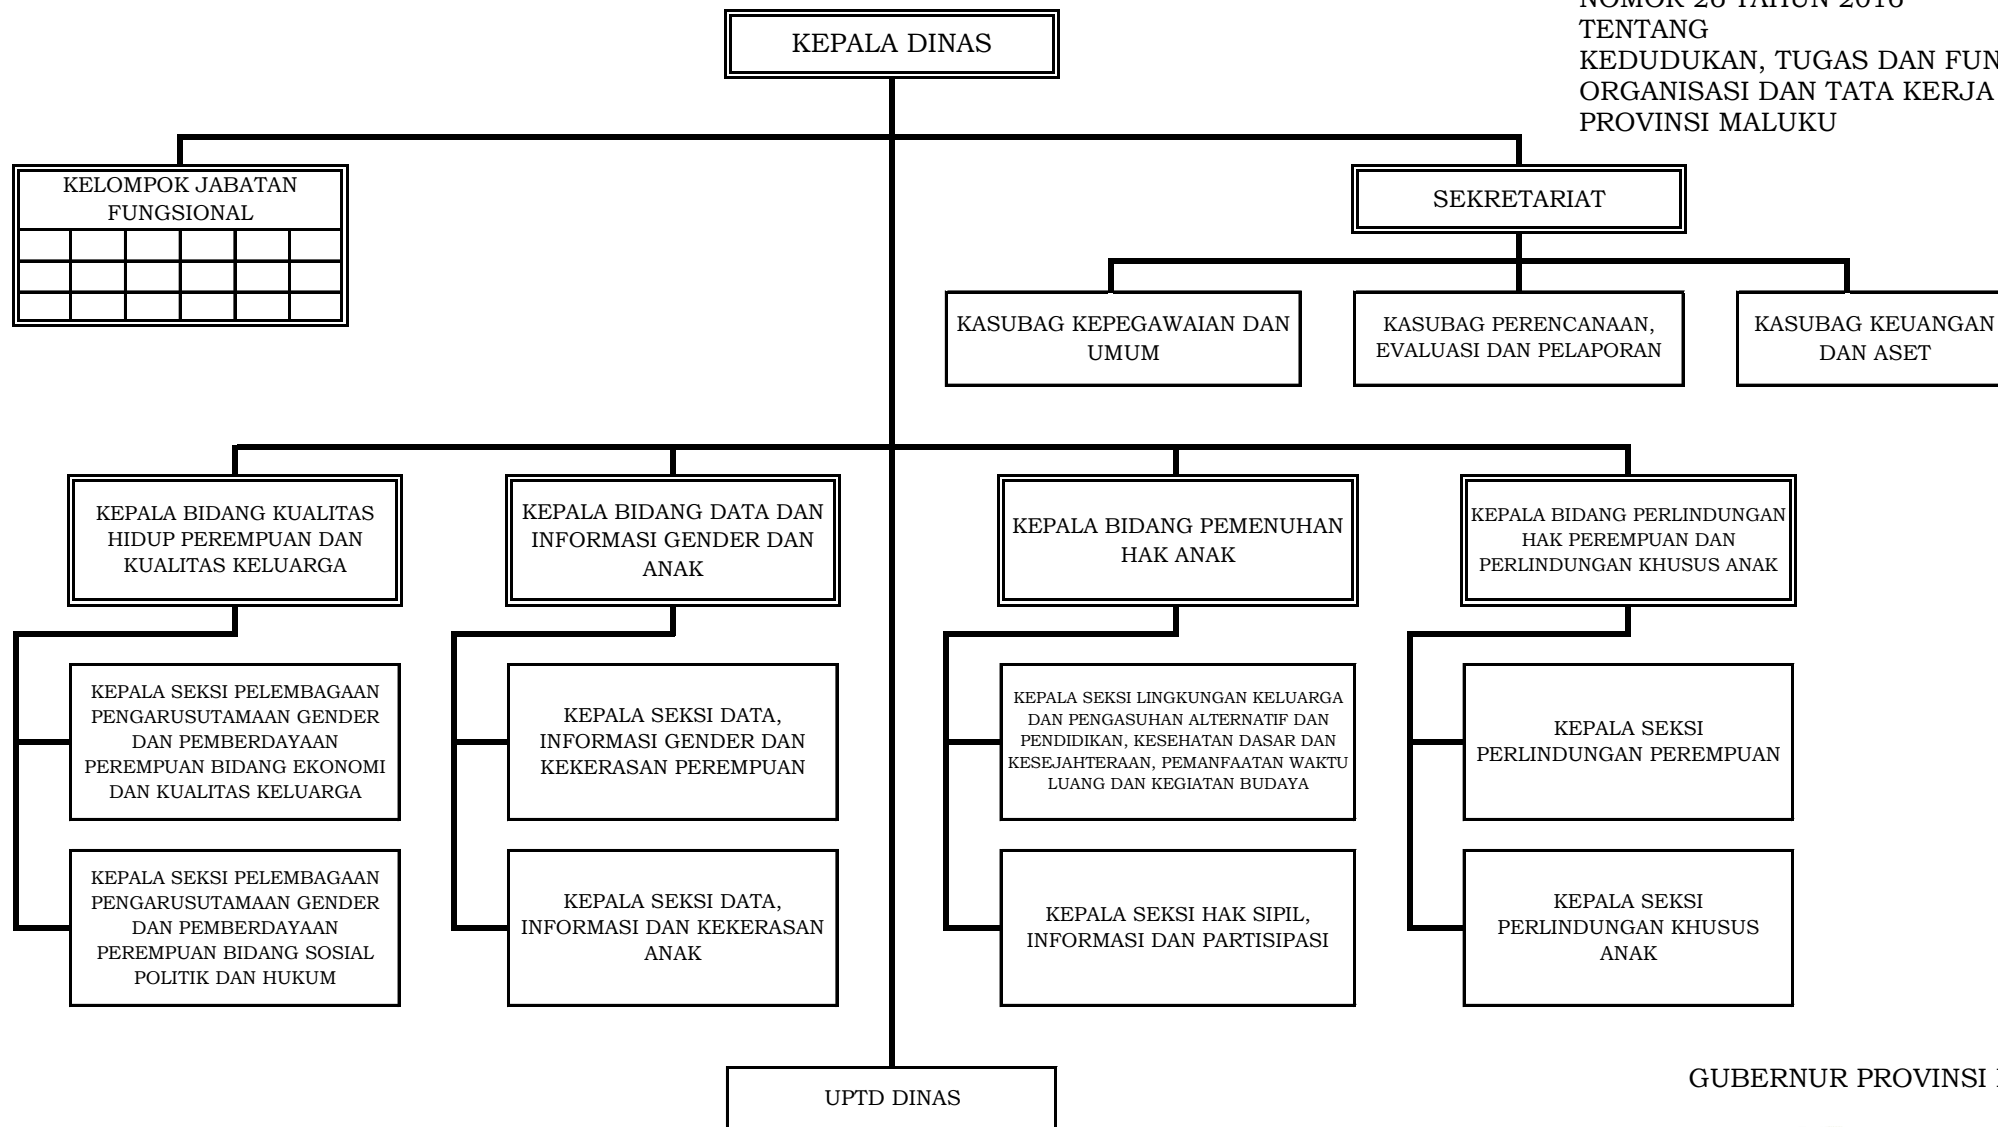 NOMOR 26 TAHUN 2016
TENTANG
KEDUDUKAN, TUGAS DAN FUN
ORGANISASI DAN TATA KERJA
PROVINSI MALUKU
KEPALA DINAS
KELOMPOK JABATAN
FUNGSIONAL
SEKRETARIAT
KASUBAG KEPEGAWAIAN DAN
UMUM
KASUBAG PERENCANAAN,
EVALUASI DAN PELAPORAN
KASUBAG KEUANGAN
DAN ASET
KEPALA BIDANG KUALITAS
HIDUP PEREMPUAN DAN
KUALITAS KELUARGA
KEPALA BIDANG DATA DAN
INFORMASI GENDER DAN
ANAK
KEPALA BIDANG PEMENUHAN
HAK ANAK
KEPALA BIDANG PERLINDUNGAN
HAK PEREMPUAN DAN
PERLINDUNGAN KHUSUS ANAK
KEPALA SEKSI PELEMBAGAAN
PENGARUSUTAMAAN GENDER
DAN PEMBERDAYAAN
PEREMPUAN BIDANG EKONOMI
DAN KUALITAS KELUARGA
KEPALA SEKSI DATA,
INFORMASI GENDER DAN
KEKERASAN PEREMPUAN
KEPALA SEKSI LINGKUNGAN KELUARGA
DAN PENGASUHAN ALTERNATIF DAN
PENDIDIKAN, KESEHATAN DASAR DAN
KESEJAHTERAAN, PEMANFAATAN WAKTU
LUANG DAN KEGIATAN BUDAYA
KEPALA SEKSI
PERLINDUNGAN PEREMPUAN
KEPALA SEKSI PELEMBAGAAN
PENGARUSUTAMAAN GENDER
DAN PEMBERDAYAAN
PEREMPUAN BIDANG SOSIAL
POLITIK DAN HUKUM
KEPALA SEKSI DATA,
INFORMASI DAN KEKERASAN
ANAK
KEPALA SEKSI HAK SIPIL,
INFORMASI DAN PARTISIPASI
KEPALA SEKSI
PERLINDUNGAN KHUSUS
ANAK
UPTD DINAS
GUBERNUR PROVINSI